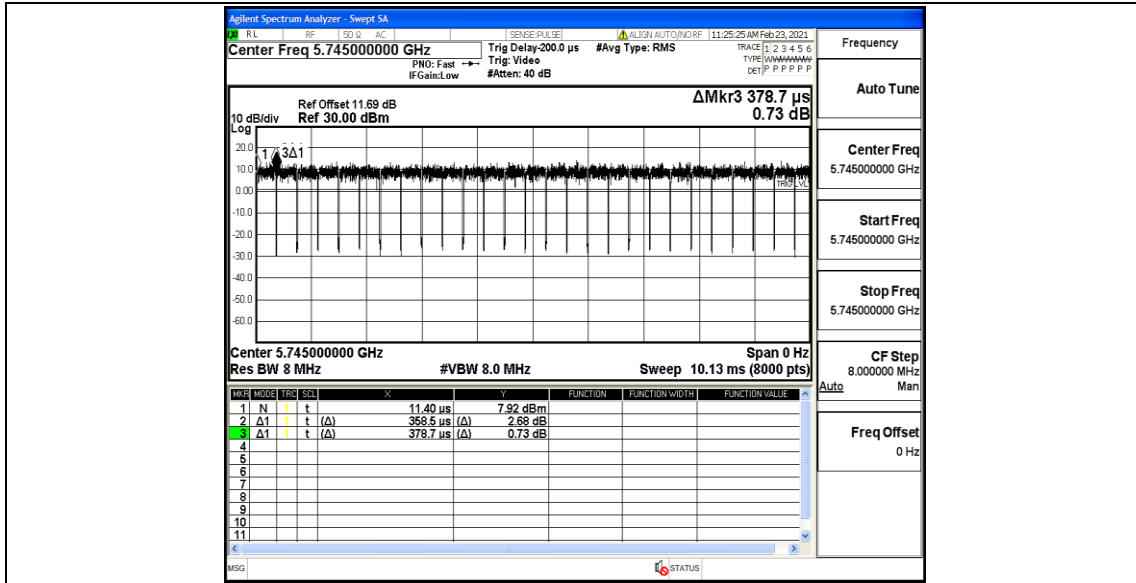 Agilent Spectrum Analyzer - Swept SA
RL RF 50 Ω AC SENSE:PULSE ALIGN AUTO/NO RF 11:25:25 AM Feb 23, 2021
Center Freq 5.745000000 GHz
PNO: Fast
IFGain:Low
Trig Delay-200.0 µs
Trig: Video
#Atten: 40 dB
#Avg Type: RMS
TRACE 1 2 3 4 5 6
TYPE
DET P P P P P P
ΔMkr3 378.7 µs
0.73 dB
Ref Offset 11.69 dB
10 dB/div Ref 30.00 dBm
Log
20.0
10.0
0.00
-10.0
-20.0
-30.0
-40.0
-50.0
-60.0
1 3Δ1
TRIG LVL
Center 5.745000000 GHz Span 0 Hz
Res BW 8 MHz #VBW 8.0 MHz Sweep 10.13 ms (8000 pts)
MKR MODE TRC SCL X Y FUNCTION FUNCTION WIDTH FUNCTION VALUE
1 N 1 t 11.40 µs 7.92 dBm
2 Δ1 1 t (Δ) 358.5 µs (Δ) 2.68 dB
3 Δ1 1 t (Δ) 378.7 µs (Δ) 0.73 dB
4
5
6
7
8
9
10
11
MSG STATUS
Frequency
Auto Tune
Center Freq
5.745000000 GHz
Start Freq
5.745000000 GHz
Stop Freq
5.745000000 GHz
CF Step
8.000000 MHz
Auto Man
Freq Offset
0 Hz